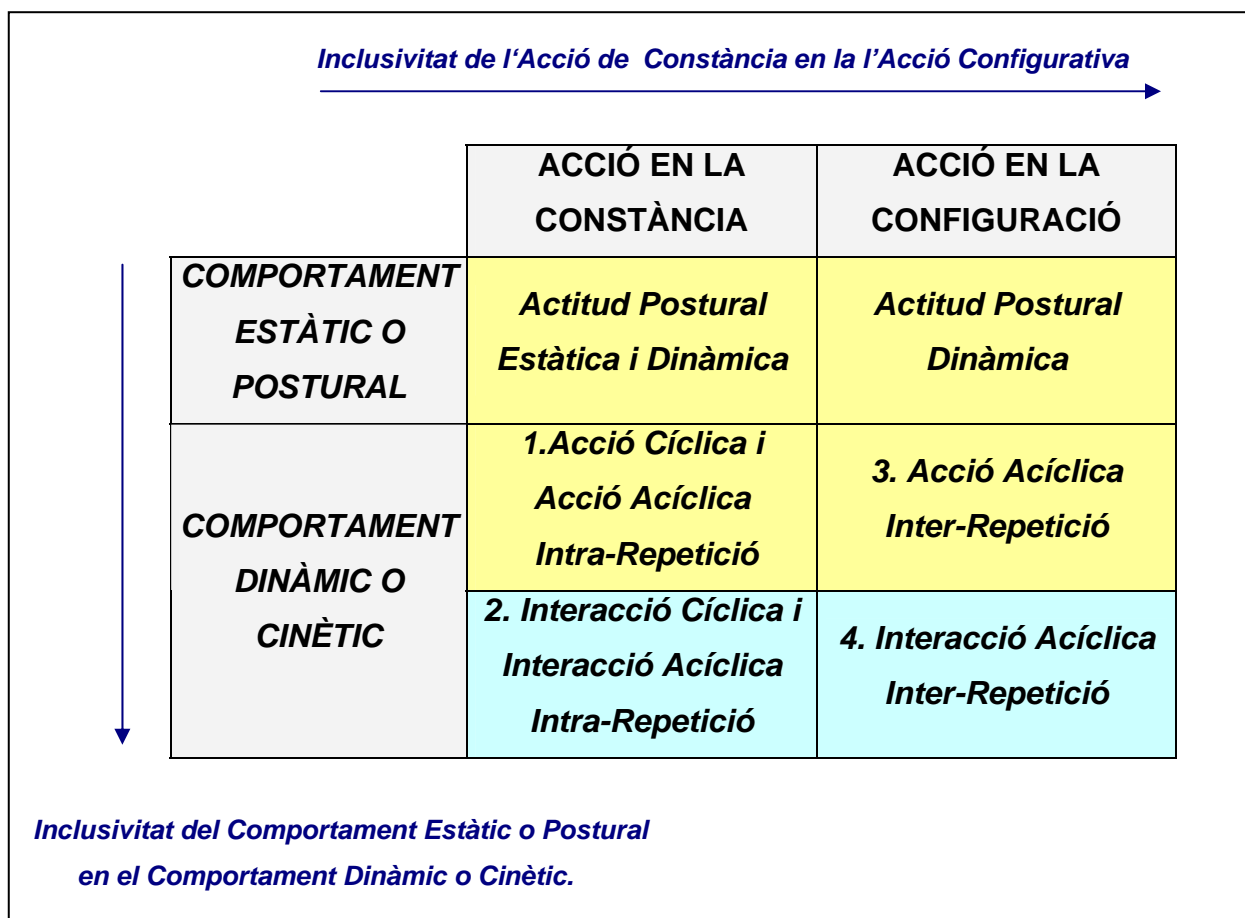 Inclusivitat de l‘Acció de Constància en la l’Acció Configurativa
ACCIÓ EN LA
CONSTÀNCIA
ACCIÓ EN LA
CONFIGURACIÓ
COMPORTAMENT
ESTÀTIC O
POSTURAL
Actitud Postural
Estàtica i Dinàmica
Actitud Postural
Dinàmica
COMPORTAMENT
DINÀMIC O
CINÈTIC
1.Acció Cíclica i
Acció Acíclica
Intra-Repetició
3. Acció Acíclica
Inter-Repetició
2. Interacció Cíclica i
Interacció Acíclica
Intra-Repetició
4. Interacció Acíclica
Inter-Repetició
Inclusivitat del Comportament Estàtic o Postural
en el Comportament Dinàmic o Cinètic.